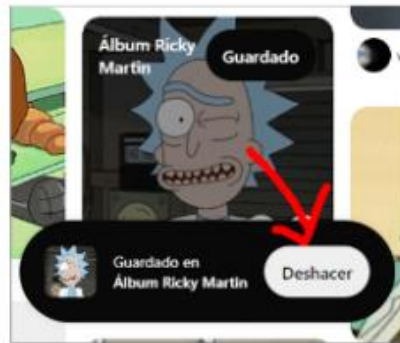 Álbum Ricky
Martin
Guardado
Guardado en
Álbum Ricky Martin
Deshacer